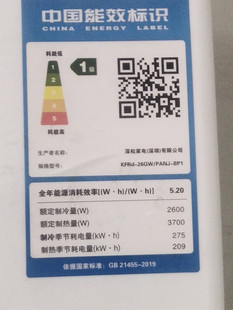 中国能效标识
CHINA ENERGY LABEL
耗能低
1
2
3
4
5
耗能高
1级
生产者名称: 深松家电(深圳)有限公司
规格型号: KFRd-26GW/PANJ-BP1
全年能源消耗效率[(W·h)/(W·h)] 5.20
额定制冷量(W) 2600
额定制热量(W) 3700
制冷季节耗电量(kW·h) 275
制热季节耗电量(kW·h) 209
依据国家标准: GB 21455-2019